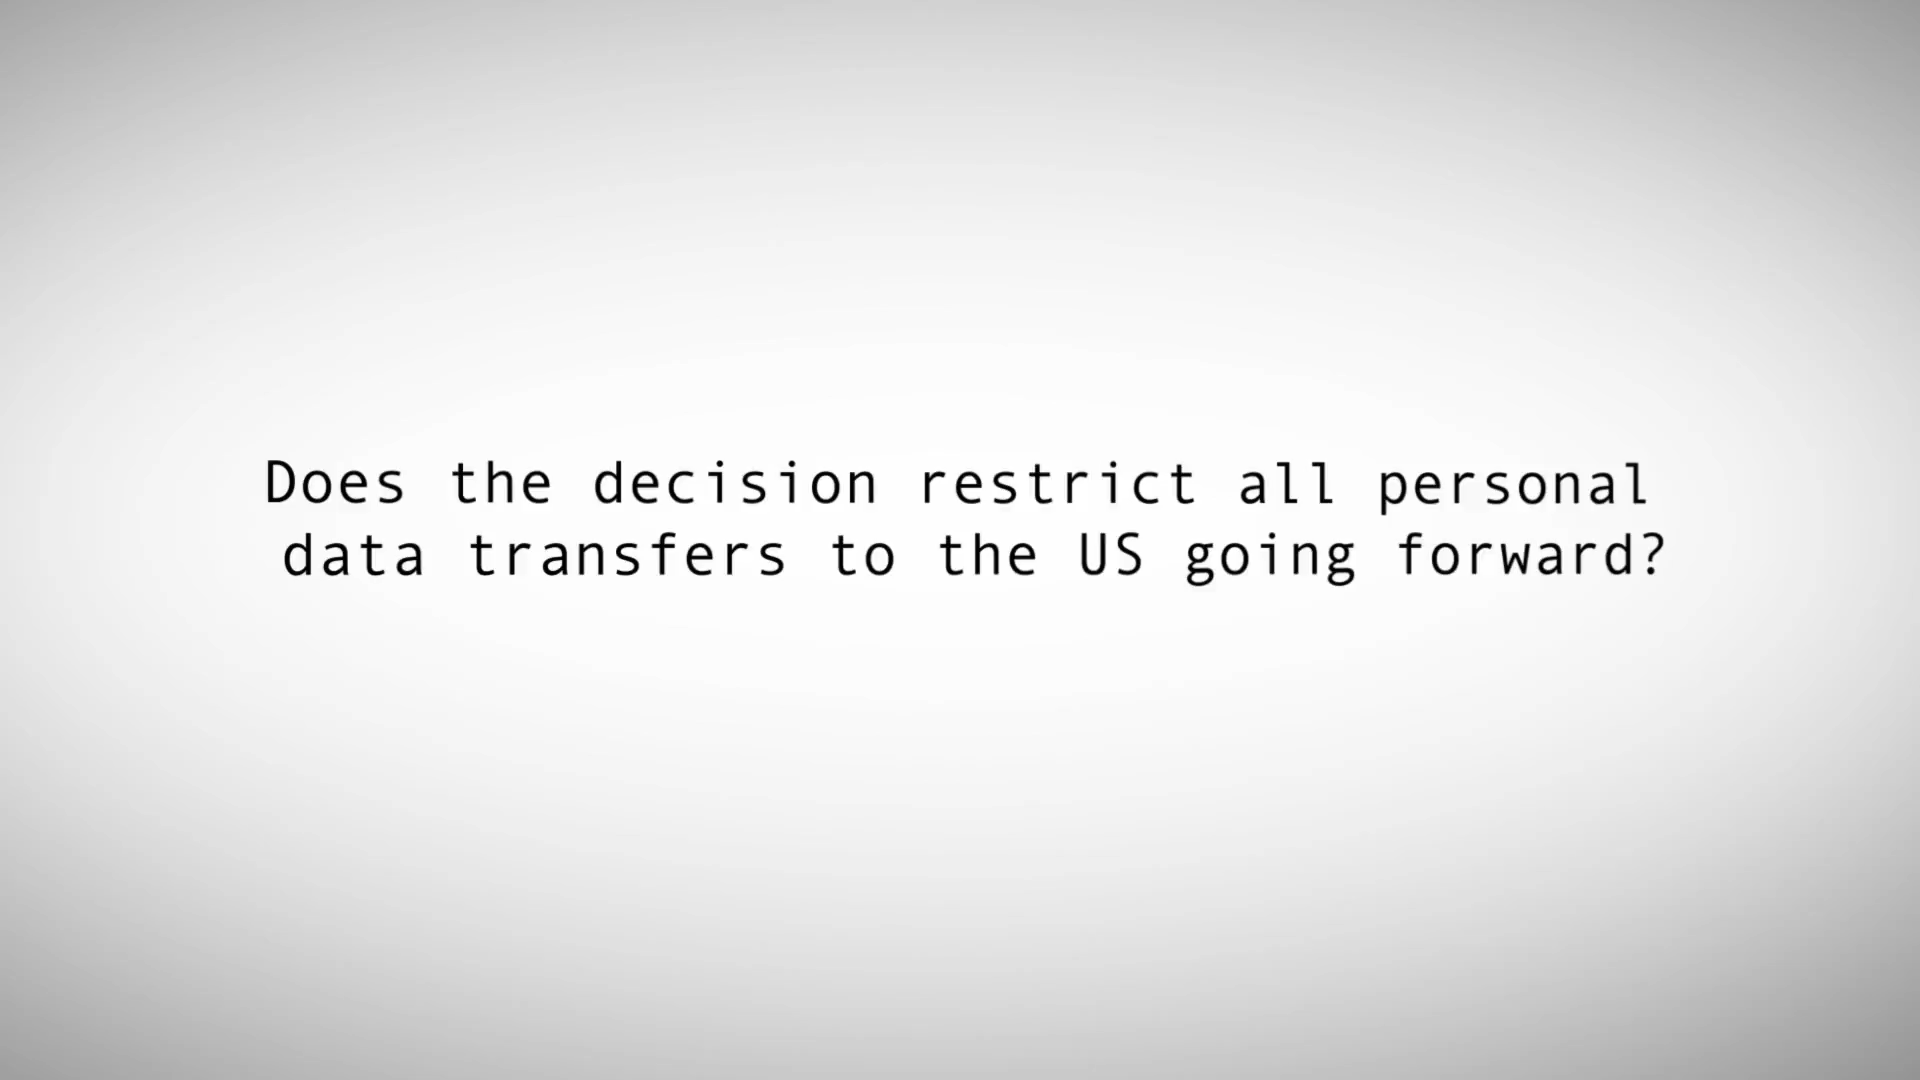 Does the decision restrict all personal
data transfers to the US going forward?